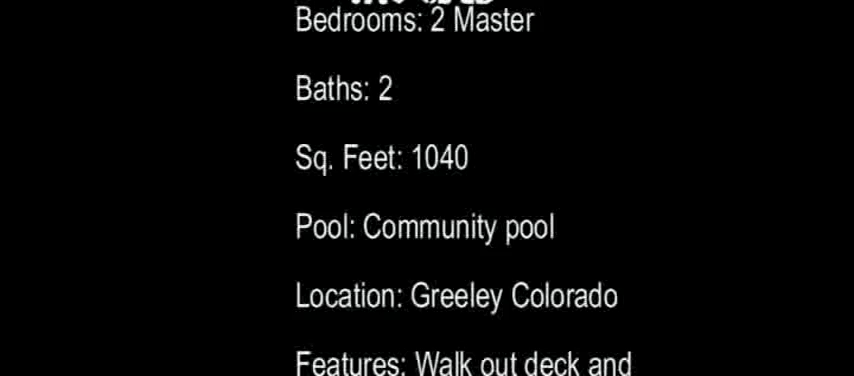 Bedrooms: 2 Master
Baths: 2
Sq. Feet: 1040
Pool: Community pool
Location: Greeley Colorado
Features: Walk out deck and